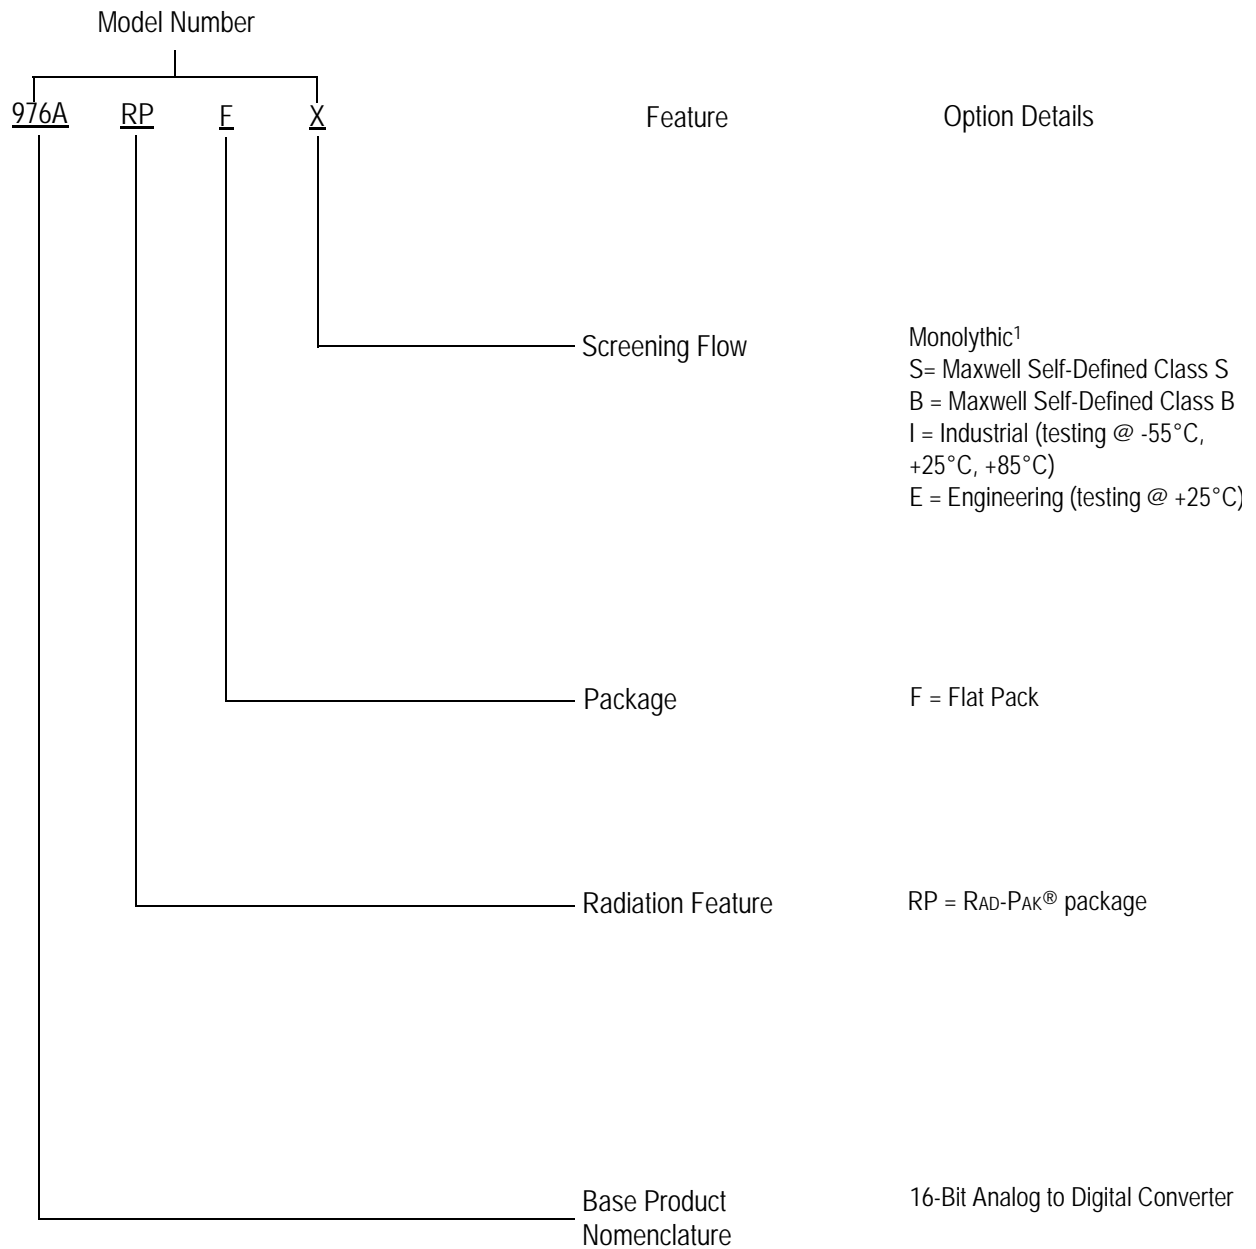 Model Number
976A RP F X Feature Option Details
Screening Flow
Monolythic¹
S= Maxwell Self-Defined Class S
B = Maxwell Self-Defined Class B
I = Industrial (testing @ -55°C,
+25°C, +85°C)
E = Engineering (testing @ +25°C)
Package F = Flat Pack
Radiation Feature RP = RAD-PAK® package
Base Product
Nomenclature
16-Bit Analog to Digital Converter